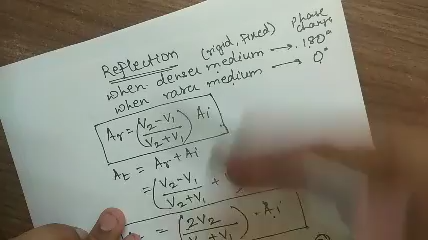 Reflection (rigid, fixed) phase change
when denser medium → 180°
when rarer medium → 0°
Ar = (V2-V1 / V2+V1) Ai
At = Ar + Ai
= (V2-V1 / V2+V1 +
= (2V2 / V2+V1) · Ai